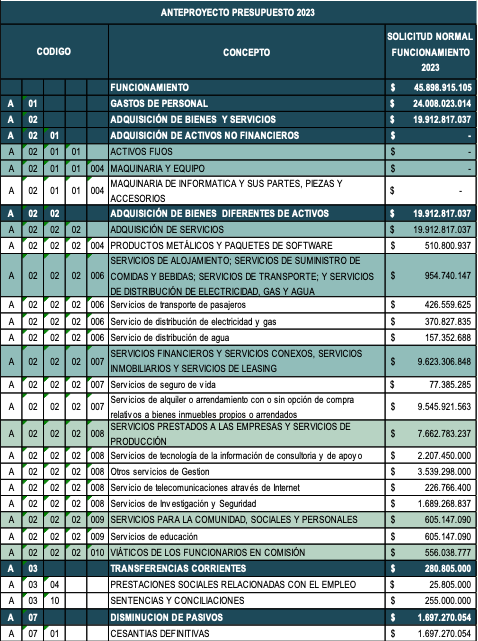 ANTEPROYECTO PRESUPUESTO 2023
CODIGO CONCEPTO SOLICITUD NORMAL
FUNCIONAMIENTO
2023
FUNCIONAMIENTO $ 45.898.915.105
A 01 GASTOS DE PERSONAL $ 24.008.023.014
A 02 ADQUISICIÓN DE BIENES Y SERVICIOS $ 19.912.817.037
A 02 01 ADQUISICIÓN DE ACTIVOS NO FINANCIEROS $ -
A 02 01 01 ACTIVOS FIJOS $ -
A 02 01 01 004 MAQUINARIA Y EQUIPO $ -
A 02 01 01 004 MAQUINARIA DE INFORMATICA Y SUS PARTES, PIEZAS Y
ACCESORIOS $ -
A 02 02 ADQUISICIÓN DE BIENES DIFERENTES DE ACTIVOS $ 19.912.817.037
A 02 02 02 ADQUISICIÓN DE SERVICIOS $ 19.912.817.037
A 02 02 02 004 PRODUCTOS METÁLICOS Y PAQUETES DE SOFTWARE $ 510.800.937
A 02 02 02 006 SERVICIOS DE ALOJAMIENTO; SERVICIOS DE SUMINISTRO DE
COMIDAS Y BEBIDAS; SERVICIOS DE TRANSPORTE; Y SERVICIOS
DE DISTRIBUCIÓN DE ELECTRICIDAD, GAS Y AGUA $ 954.740.147
A 02 02 02 006 Servicios de transporte de pasajeros $ 426.559.625
A 02 02 02 006 Servicio de distribución de electricidad y gas $ 370.827.835
A 02 02 02 006 Servicio de distribución de agua $ 157.352.688
A 02 02 02 007 SERVICIOS FINANCIEROS Y SERVICIOS CONEXOS, SERVICIOS
INMOBILIARIOS Y SERVICIOS DE LEASING $ 9.623.306.848
A 02 02 02 007 Servicios de seguro de vida $ 77.385.285
A 02 02 02 007 Servicios de alquiler o arrendamiento con o sin opción de compra
relativos a bienes inmuebles propios o arrendados $ 9.545.921.563
A 02 02 02 008 SERVICIOS PRESTADOS A LAS EMPRESAS Y SERVICIOS DE
PRODUCCIÓN $ 7.662.783.237
A 02 02 02 008 Servicios de tecnología de la información de consultoria y de apoyo $ 2.207.450.000
A 02 02 02 008 Otros servicios de Gestion $ 3.539.298.000
A 02 02 02 008 Servicio de telecomunicaciones através de Internet $ 226.766.400
A 02 02 02 008 Servicios de Investigación y Seguridad $ 1.689.268.837
A 02 02 02 009 SERVICIOS PARA LA COMUNIDAD, SOCIALES Y PERSONALES $ 605.147.090
A 02 02 02 009 Servicios de educación $ 605.147.090
A 02 02 02 010 VIÁTICOS DE LOS FUNCIONARIOS EN COMISIÓN $ 556.038.777
A 03 TRANSFERENCIAS CORRIENTES $ 280.805.000
A 03 04 PRESTACIONES SOCIALES RELACIONADAS CON EL EMPLEO $ 25.805.000
A 03 10 SENTENCIAS Y CONCILIACIONES $ 255.000.000
A 07 DISMINUCION DE PASIVOS $ 1.697.270.054
A 07 01 CESANTIAS DEFINITIVAS $ 1.697.270.054